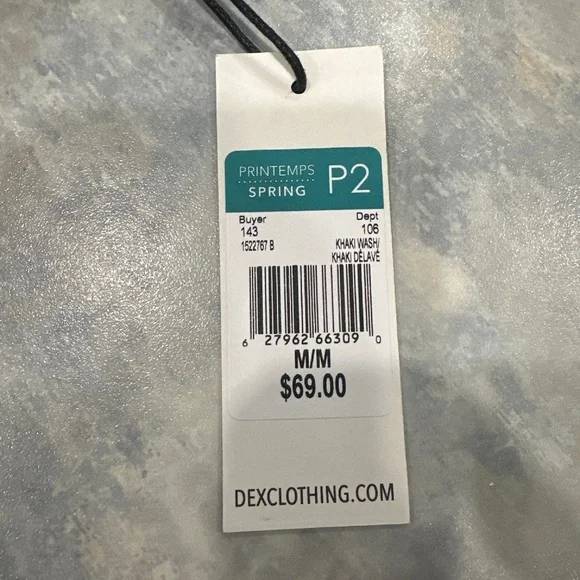 PRINTEMPS
SPRING
P2
Buyer Dept
143 106
1522767 B KHAKI WASH/
KHAKI DÉLAVÉ
6 27962 66309 0
M/M
$69.00
DEXCLOTHING.COM